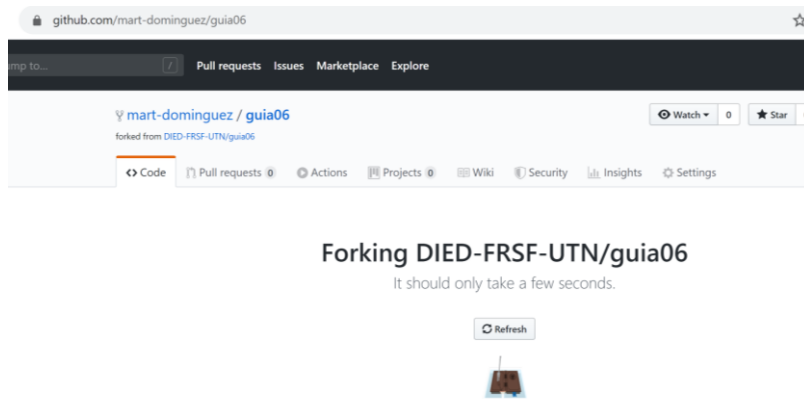 github.com/mart-dominguez/guia06
ump to... / Pull requests Issues Marketplace Explore
mart-dominguez / guia06
Watch 0 Star
forked from DIED-FRSF-UTN/guia06
Code Pull requests 0 Actions Projects 0 Wiki Security Insights Settings
Forking DIED-FRSF-UTN/guia06
It should only take a few seconds.
Refresh